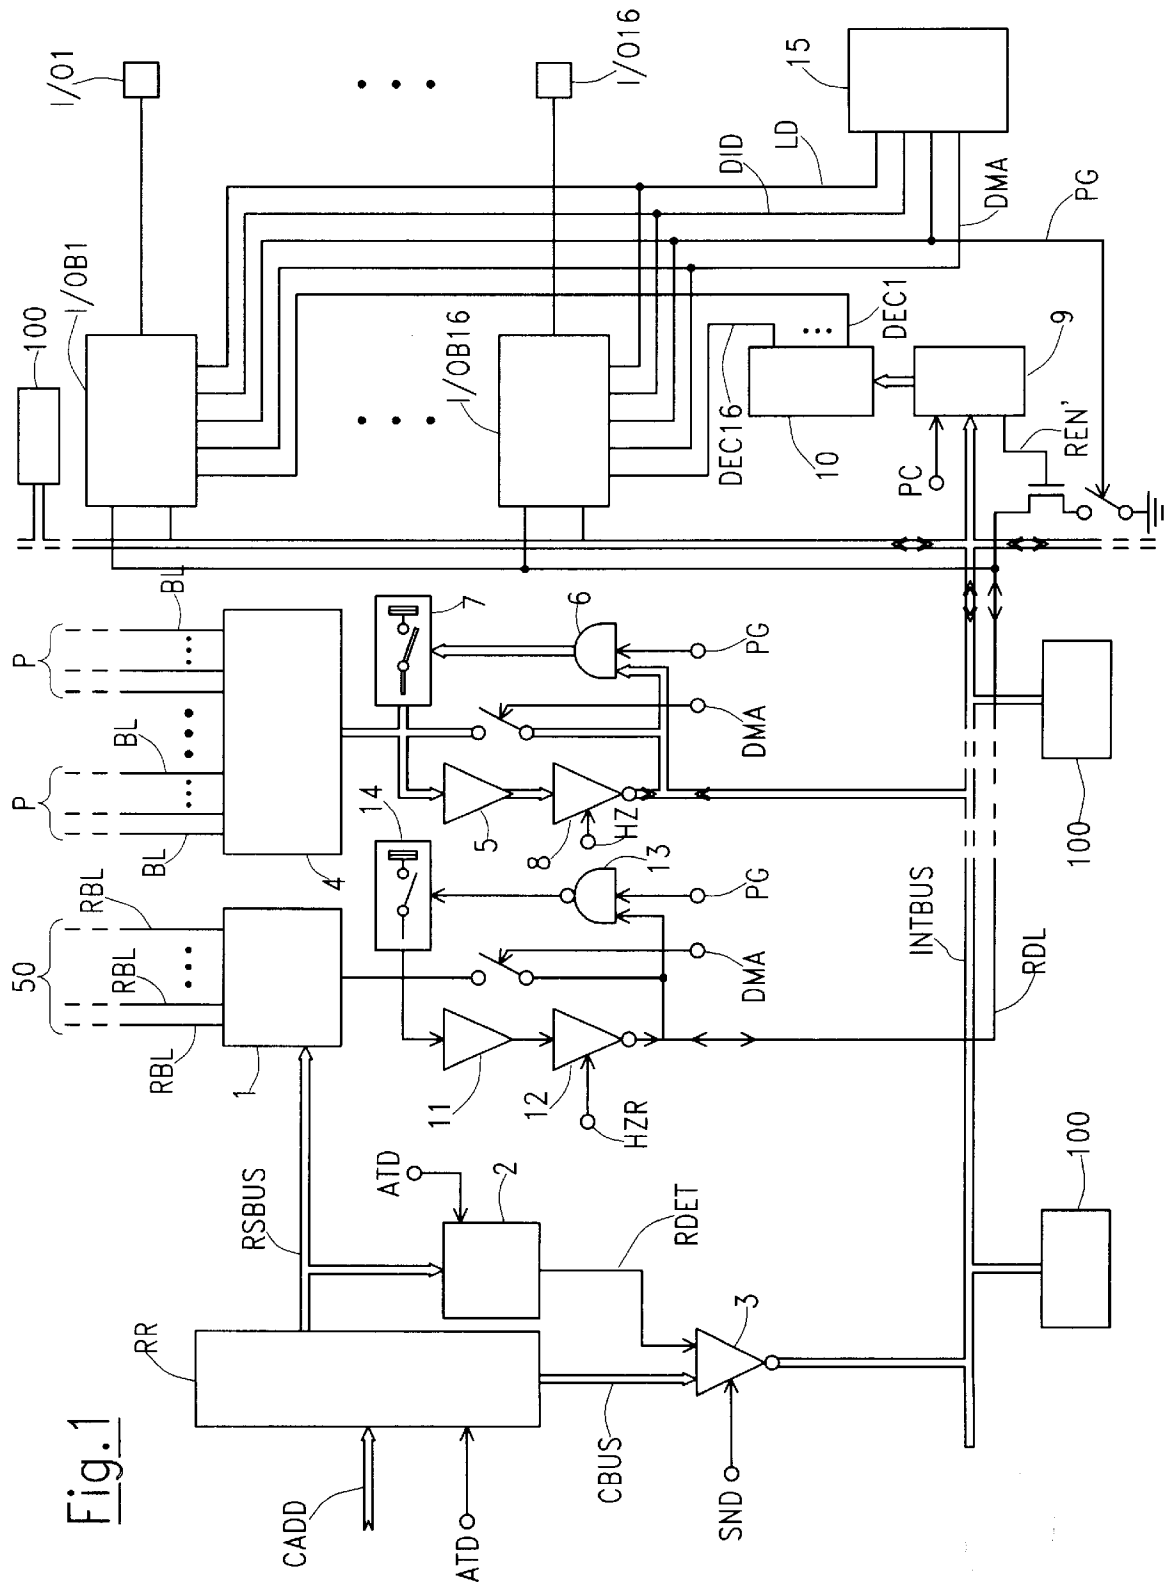 Fig.1
CADD
ATD
RR
RSBUS
ATD
2
RDET
CBUS
SND
3
100
50
RBL
RBL
RBL
1
11
12
HZR
14
13
PG
DMA
INTBUS
RDL
P
P
BL
BL
BL
4
5
8
HZ
7
6
PG
DMA
100
100
I/OB1
I/O1
I/OB16
I/O16
DEC16
DEC1
10
PC
9
REN'
15
LD
DID
DMA
PG